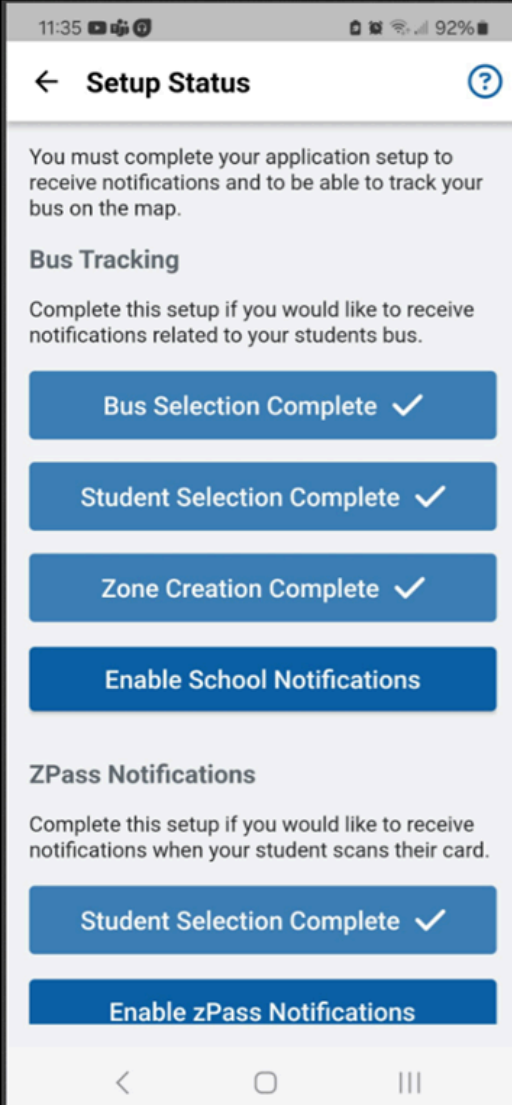 11:35
92%
Setup Status
?
You must complete your application setup to
receive notifications and to be able to track your
bus on the map.
Bus Tracking
Complete this setup if you would like to receive
notifications related to your students bus.
Bus Selection Complete
Student Selection Complete
Zone Creation Complete
Enable School Notifications
ZPass Notifications
Complete this setup if you would like to receive
notifications when your student scans their card.
Student Selection Complete
Enable zPass Notifications